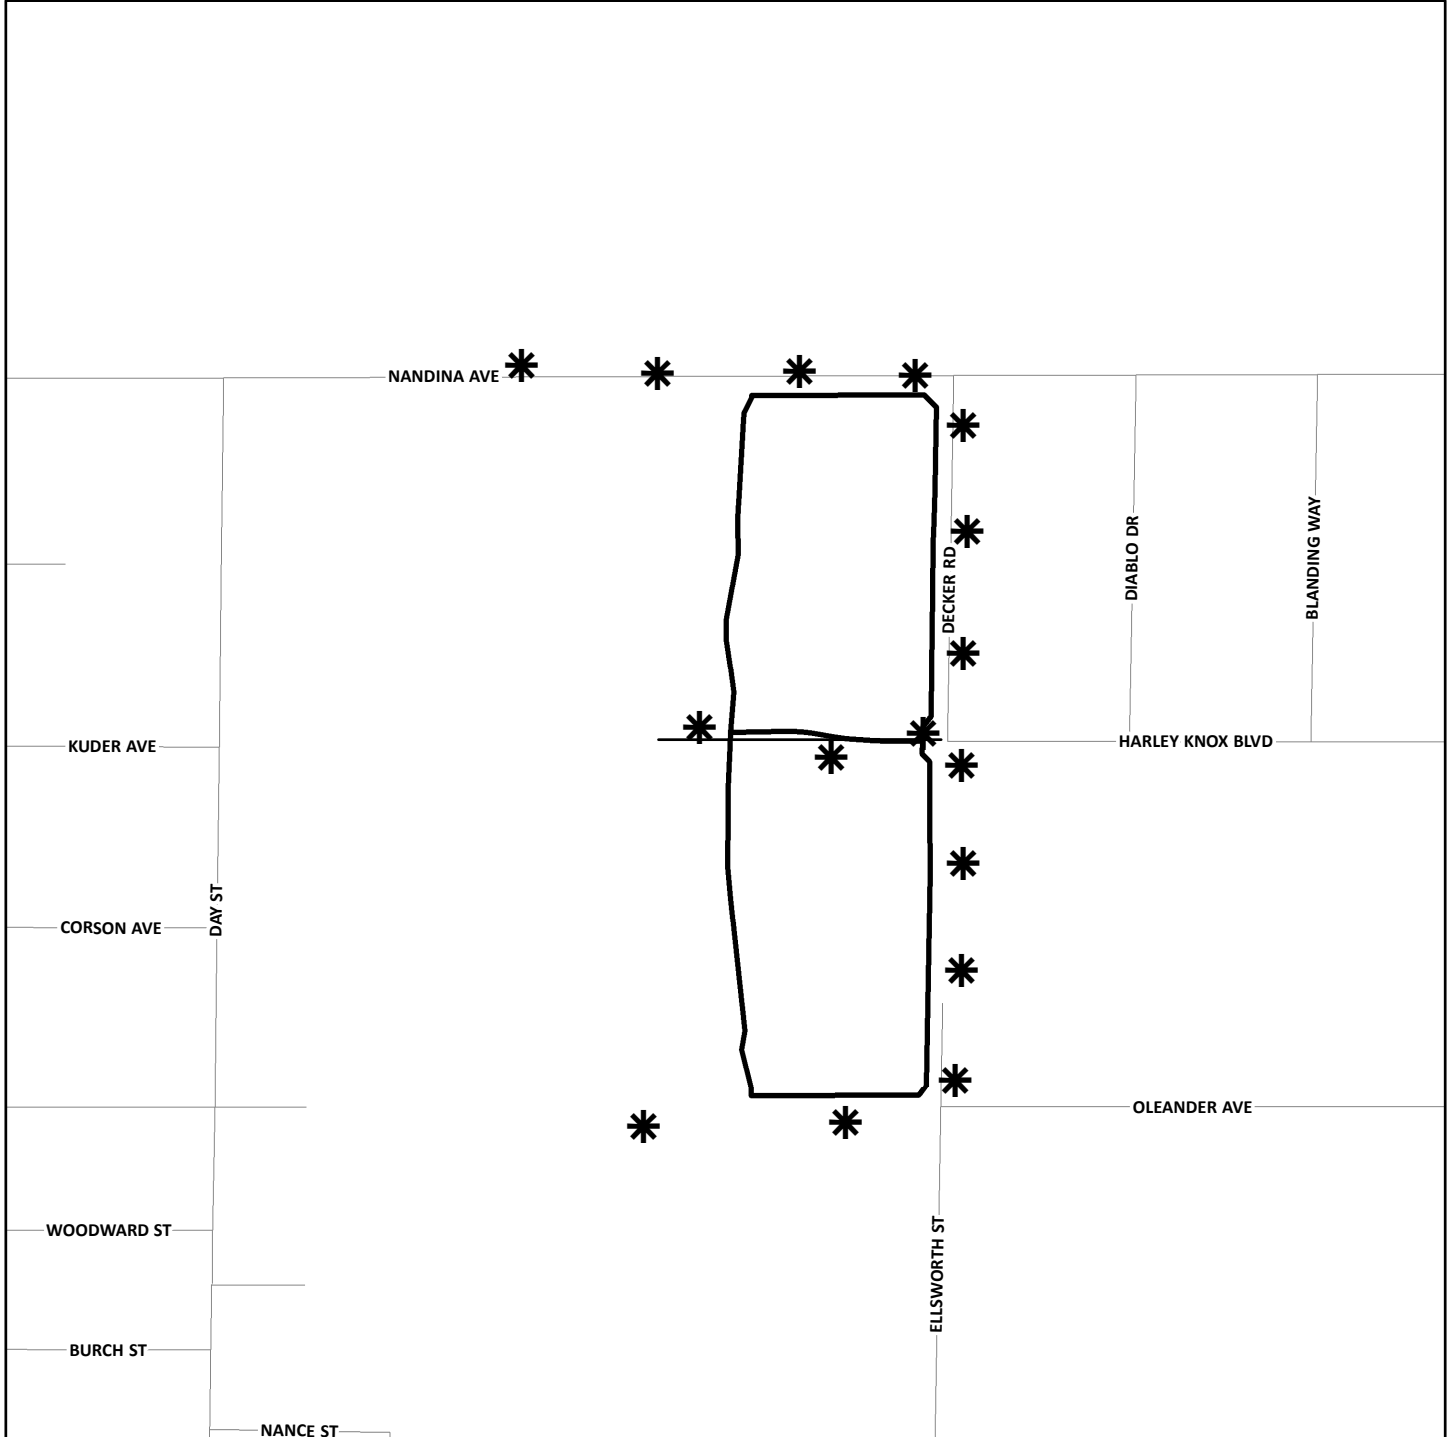 NANDINA AVE
DECKER RD
DIABLO DR
BLANDING WAY
KUDER AVE
HARLEY KNOX BLVD
DAY ST
CORSON AVE
OLEANDER AVE
WOODWARD ST
ELLSWORTH ST
BURCH ST
NANCE ST